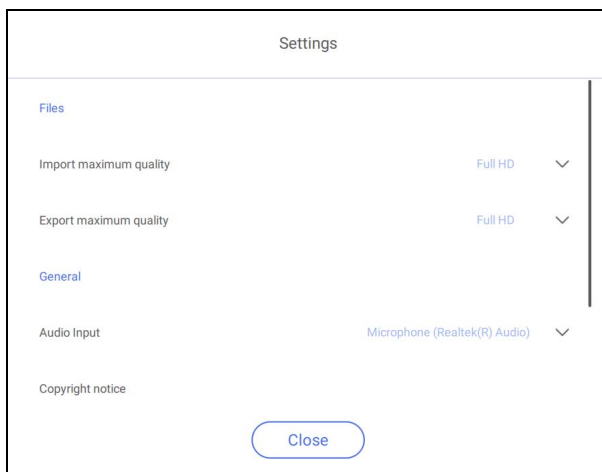 Settings
Files
Import maximum quality Full HD
Export maximum quality Full HD
General
Audio Input Microphone (Realtek(R) Audio)
Copyright notice
Close